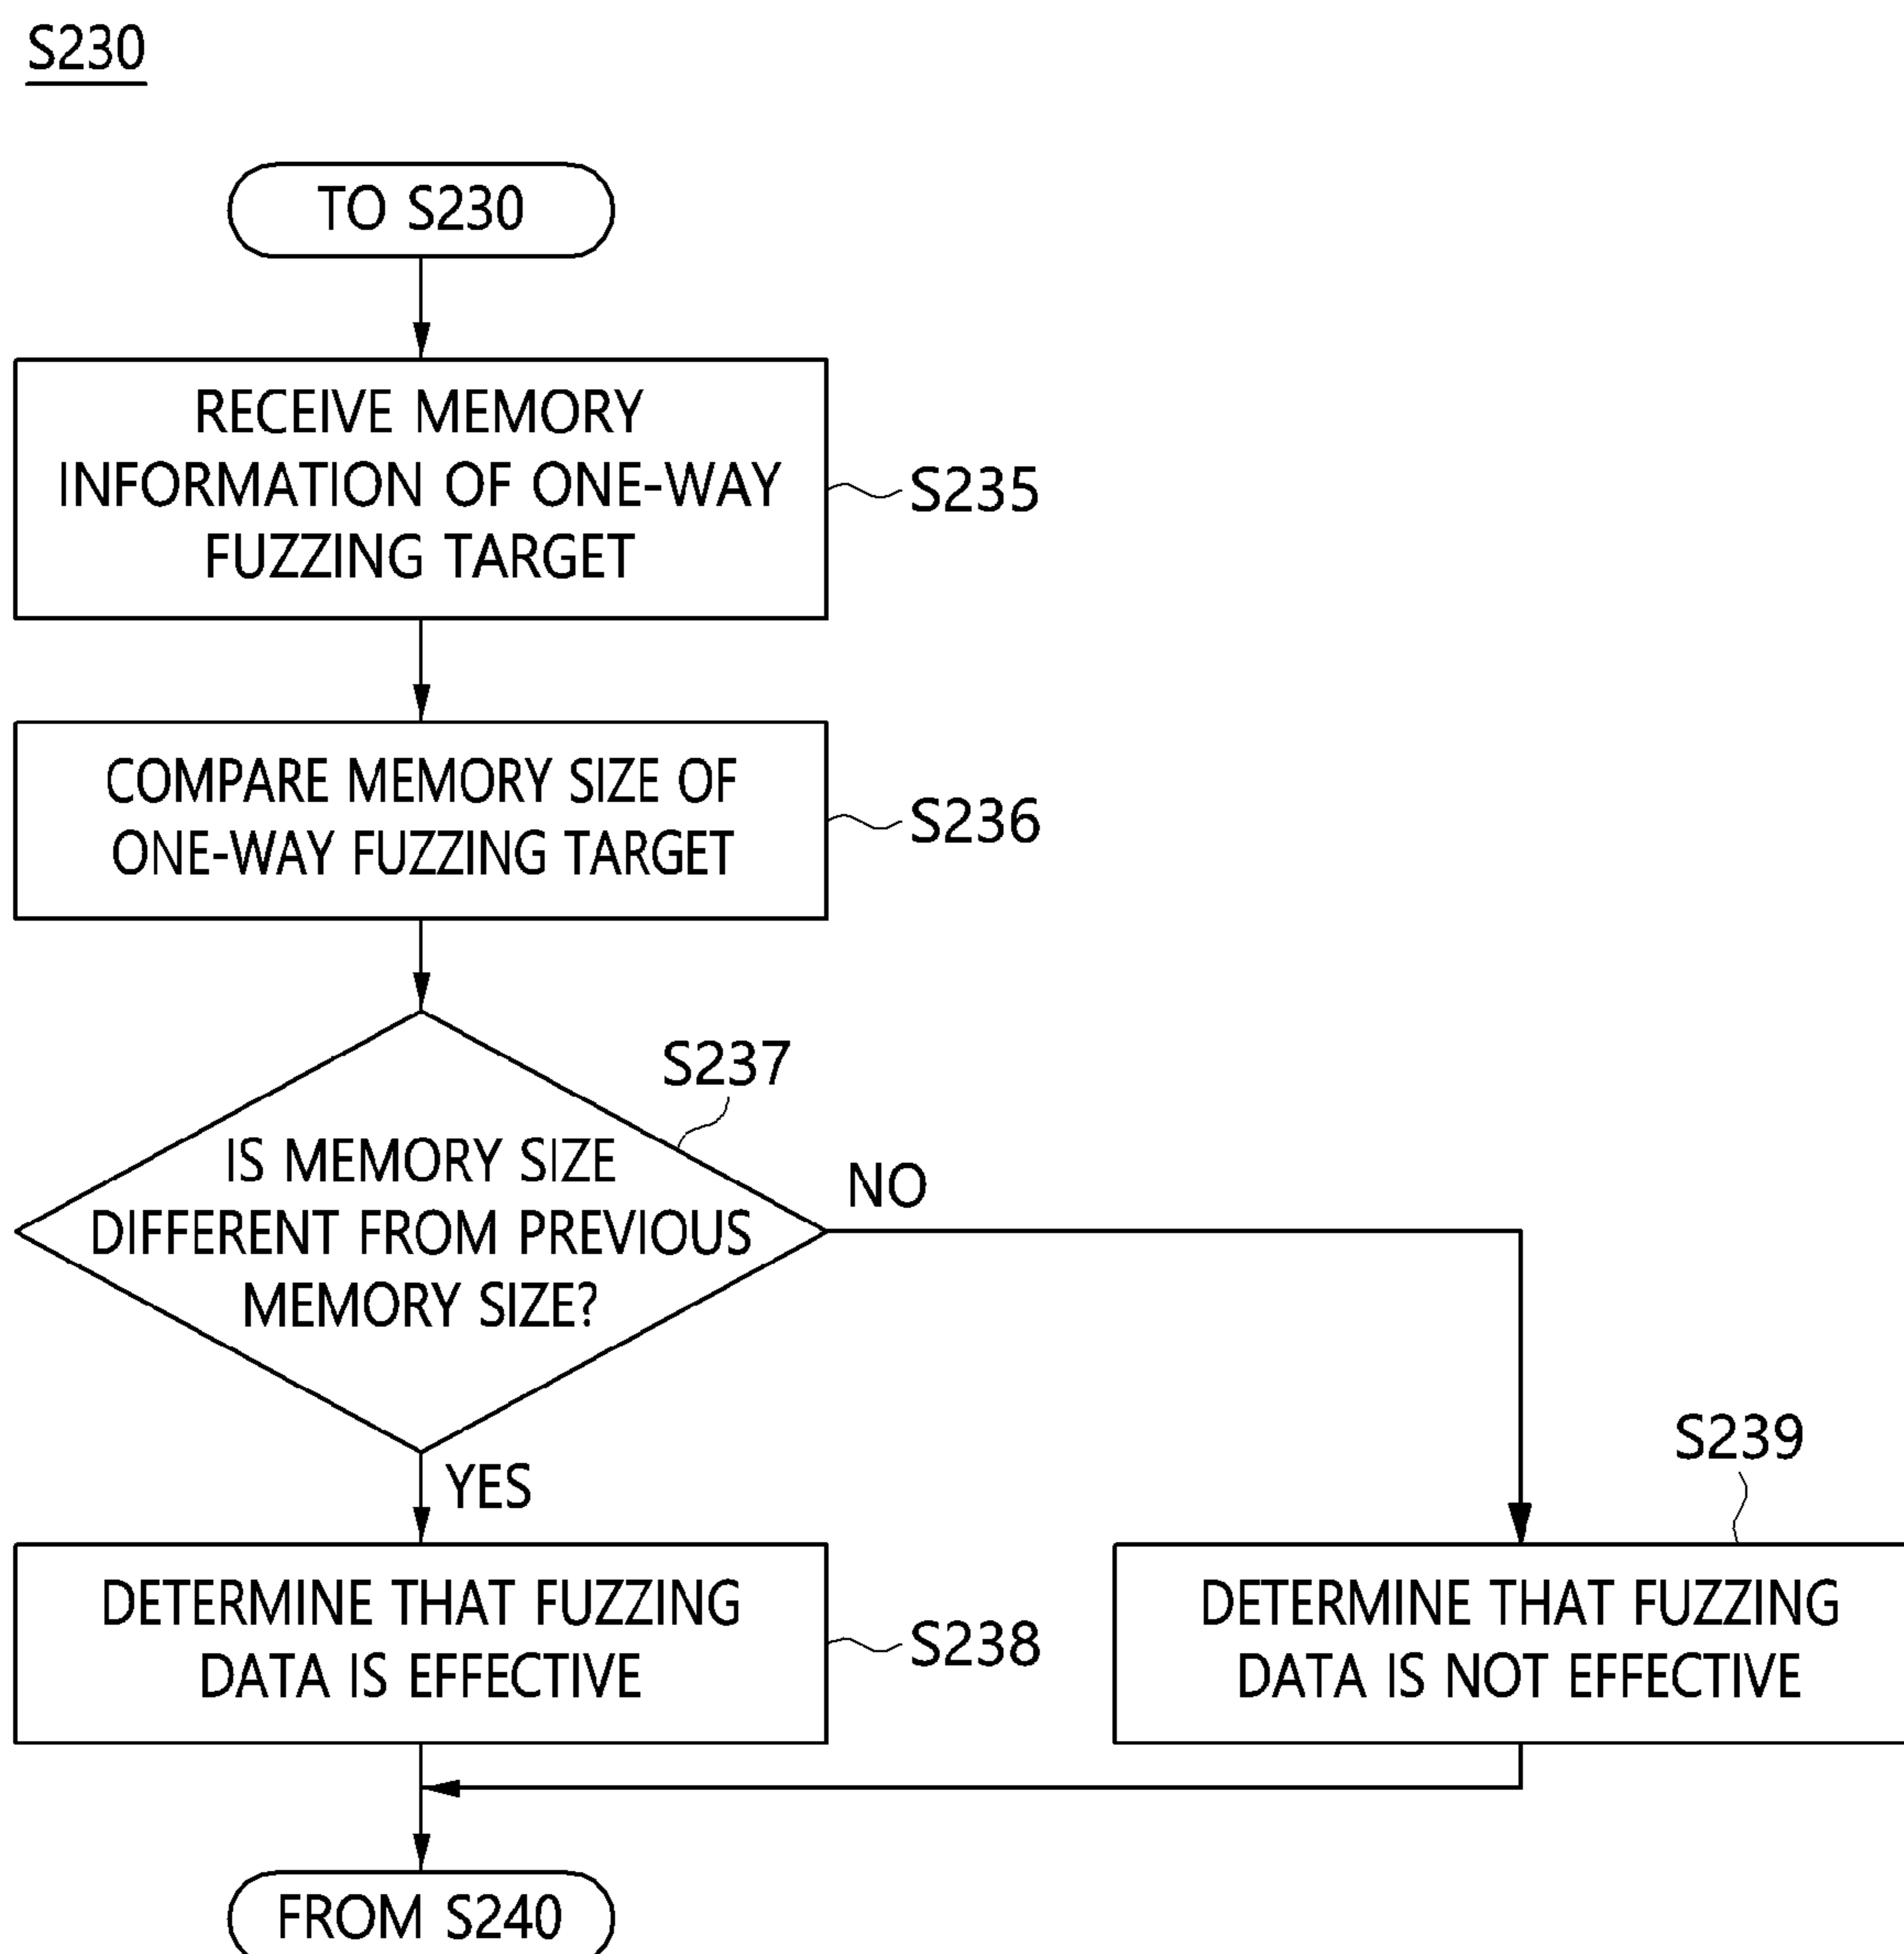 S230
TO S230
RECEIVE MEMORY
INFORMATION OF ONE-WAY
FUZZING TARGET
S235
COMPARE MEMORY SIZE OF
ONE-WAY FUZZING TARGET
S236
S237
IS MEMORY SIZE
DIFFERENT FROM PREVIOUS
MEMORY SIZE?
NO
YES
S239
DETERMINE THAT FUZZING
DATA IS EFFECTIVE
S238
DETERMINE THAT FUZZING
DATA IS NOT EFFECTIVE
FROM S240